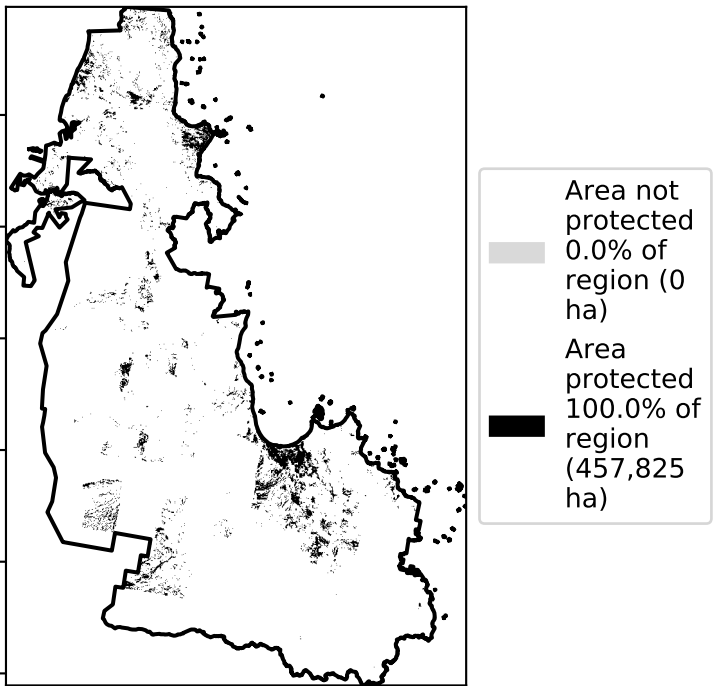 Area not
protected
0.0% of
region (0
ha)
Area
protected
100.0% of
region
(457,825
ha)